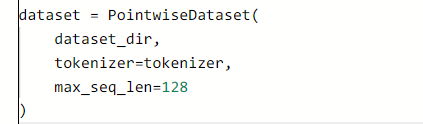 dataset = PointwiseDataset(
    dataset_dir,
    tokenizer=tokenizer,
    max_seq_len=128
)